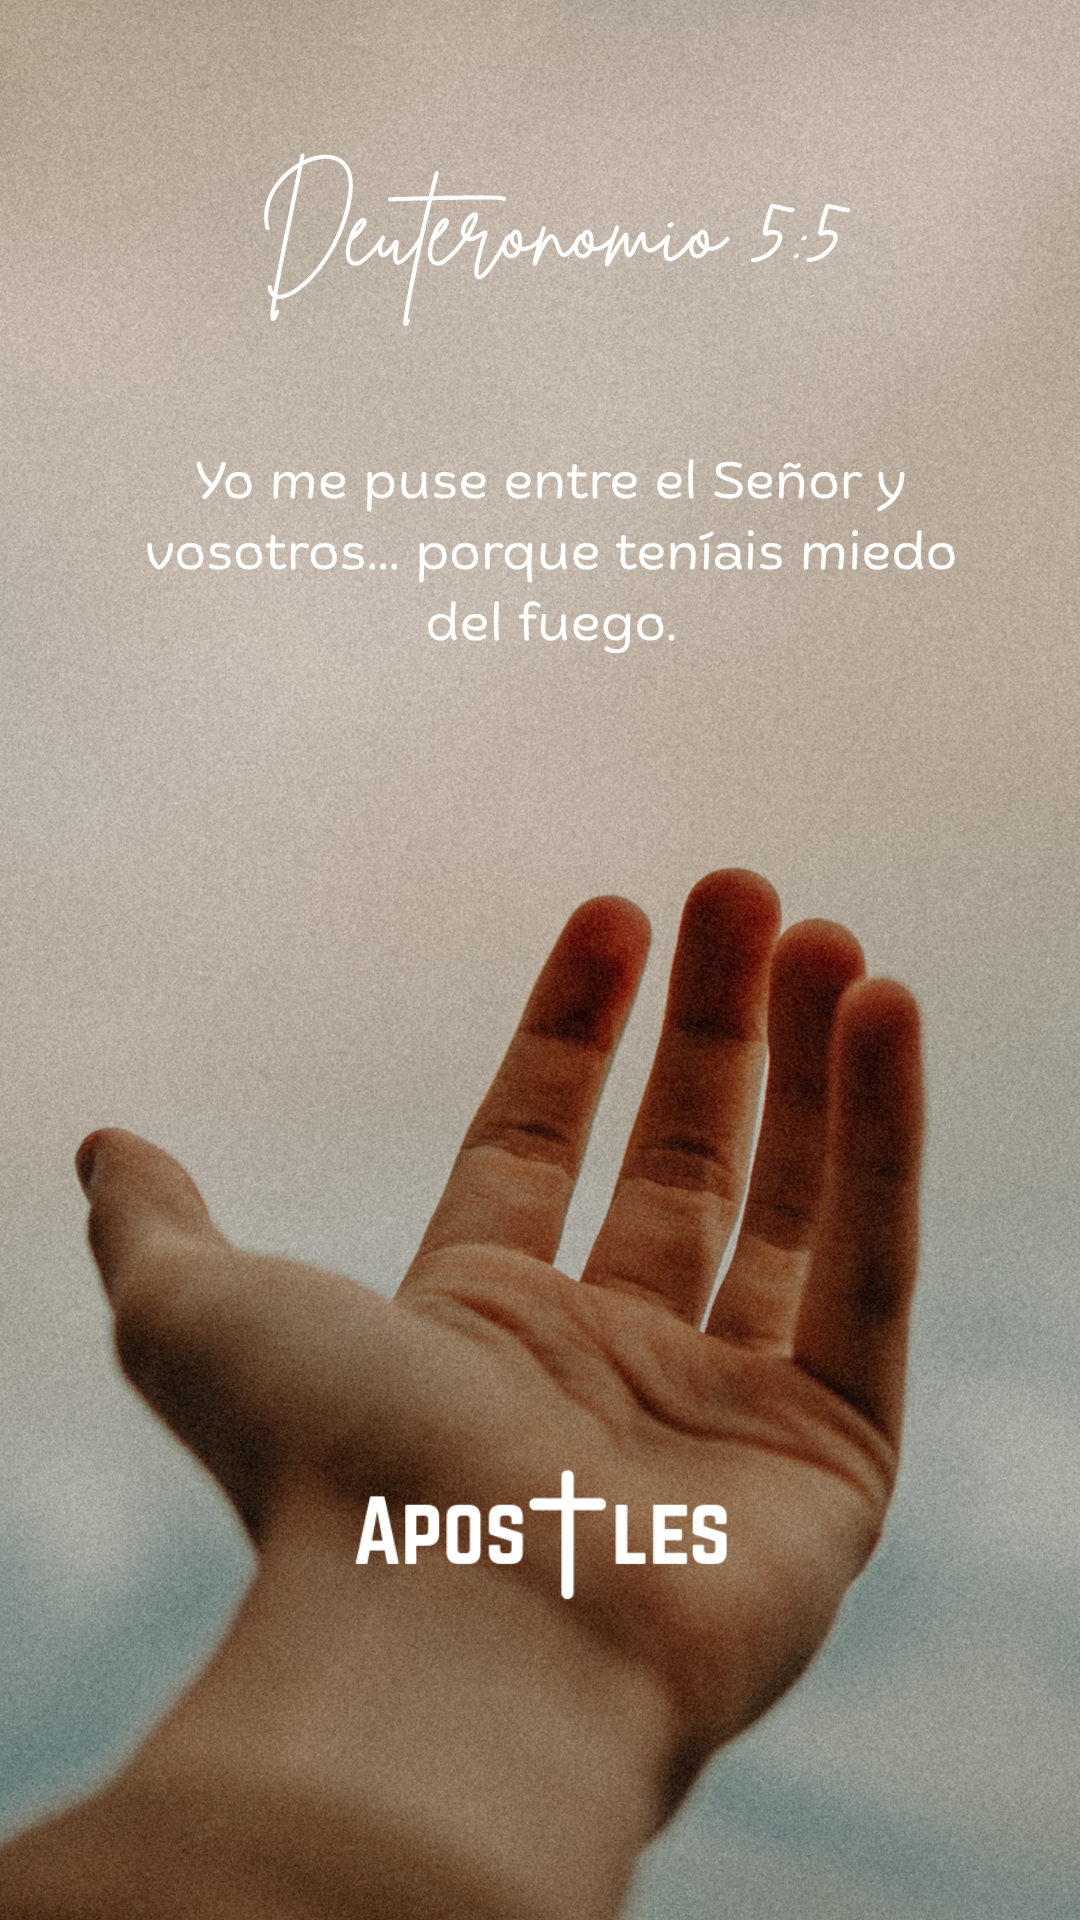 Deuteronomio 5:5
Yo me puse entre el Señor y
vosotros... porque teníais miedo
del fuego.
APOSTLES